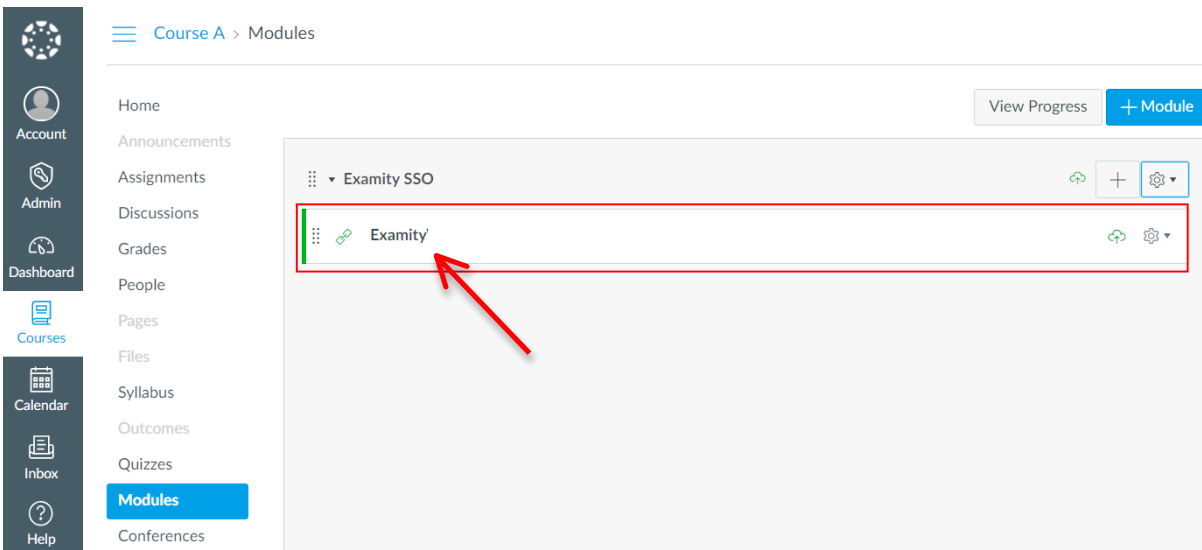 Course A > Modules
Account
Admin
Dashboard
Courses
Calendar
Inbox
Help
Home
Announcements
Assignments
Discussions
Grades
People
Pages
Files
Syllabus
Outcomes
Quizzes
Modules
Conferences
View Progress
+ Module
Examity SSO
Examity'